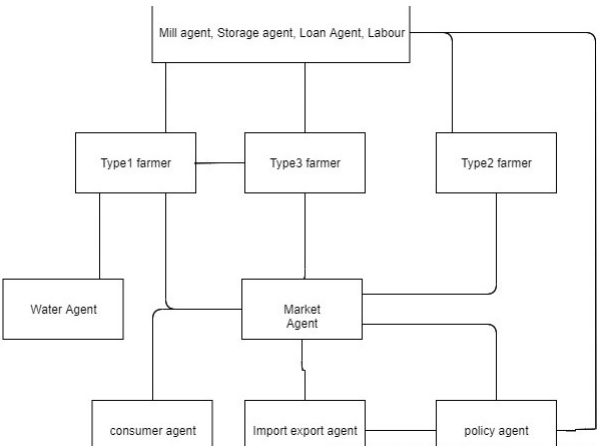 Mill agent, Storage agent, Loan Agent, Labour
Type1 farmer
Type3 farmer
Type2 farmer
Water Agent
Market
Agent
consumer agent
Import export agent
policy agent